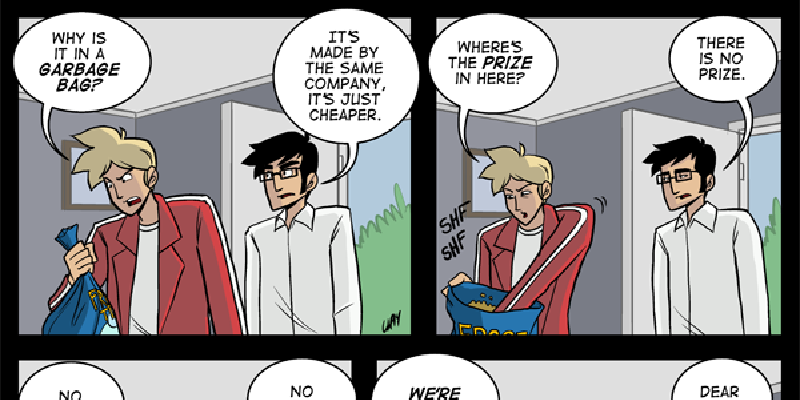 WHY IS
IT IN A
GARBAGE
BAG?
IT'S
MADE BY
THE SAME
COMPANY,
IT'S JUST
CHEAPER.
WHERE'S
THE PRIZE
IN HERE?
THERE
IS NO
PRIZE.
SHF
SHF
NO
NO
WE'RE
DEAR